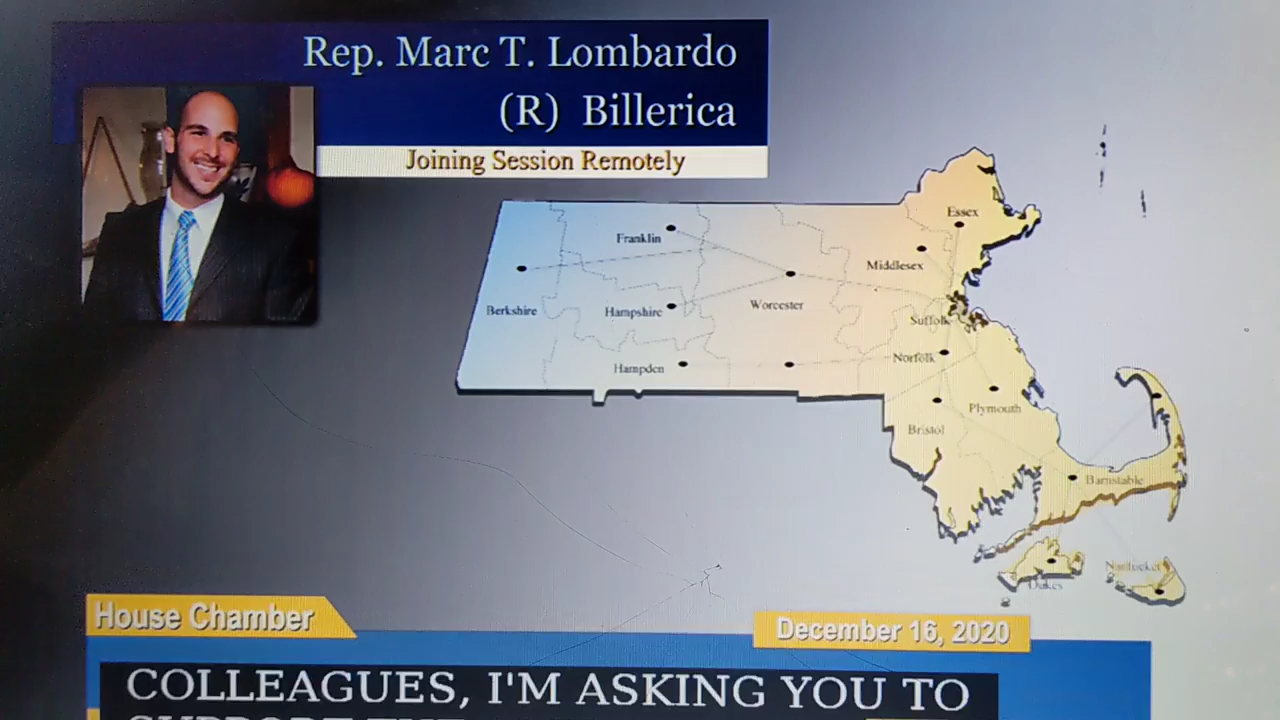 Rep. Marc T. Lombardo
(R) Billerica
Joining Session Remotely
Essex
Franklin
Middlesex
Berkshire
Hampshire
Worcester
Suffolk
Norfolk
Hampden
Plymouth
Bristol
Barnstable
Nantucket
Dukes
House Chamber
December 16, 2020
COLLEAGUES, I'M ASKING YOU TO